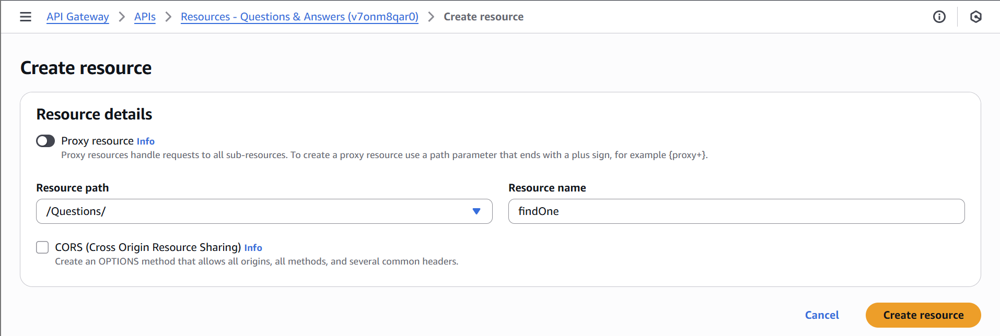 API Gateway > APIs > Resources - Questions & Answers (v7onm8qar0) > Create resource
Create resource
Resource details
Proxy resource Info
Proxy resources handle requests to all sub-resources. To create a proxy resource use a path parameter that ends with a plus sign, for example {proxy+}.
Resource path
/Questions/
Resource name
findOne
CORS (Cross Origin Resource Sharing) Info
Create an OPTIONS method that allows all origins, all methods, and several common headers.
Cancel
Create resource